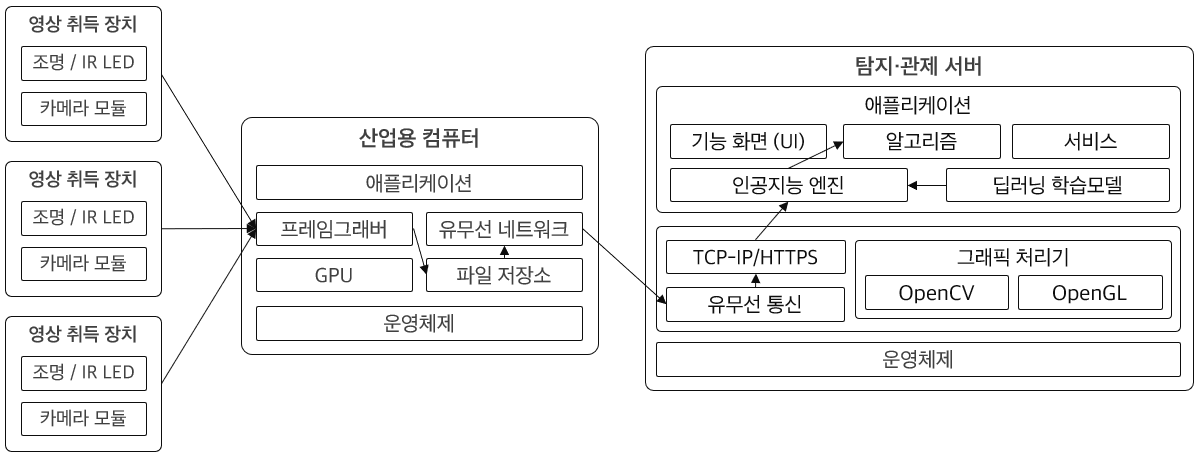 영상 취득 장치
조명 / IR LED
카메라 모듈
영상 취득 장치
조명 / IR LED
카메라 모듈
영상 취득 장치
조명 / IR LED
카메라 모듈
산업용 컴퓨터
애플리케이션
프레임그래버
유무선 네트워크
GPU
파일 저장소
운영체제
탐지·관제 서버
애플리케이션
기능 화면 (UI)
알고리즘
서비스
인공지능 엔진
딥러닝 학습모델
TCP-IP/HTTPS
유무선 통신
그래픽 처리기
OpenCV
OpenGL
운영체제